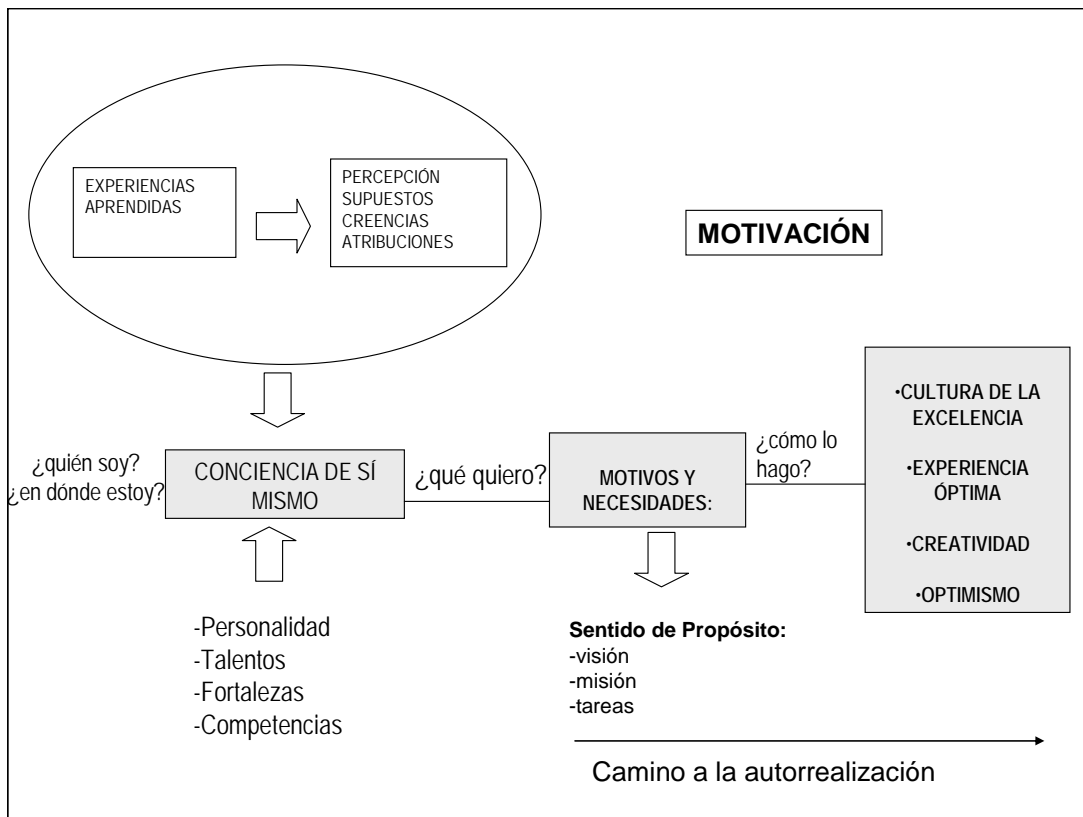 EXPERIENCIAS
APRENDIDAS
PERCEPCIÓN
SUPUESTOS
CREENCIAS
ATRIBUCIONES
MOTIVACIÓN
¿quién soy?
¿en dónde estoy?
CONCIENCIA DE SÍ
MISMO
¿qué quiero?
MOTIVOS Y
NECESIDADES:
¿cómo lo
hago?
•CULTURA DE LA
EXCELENCIA
•EXPERIENCIA
ÓPTIMA
•CREATIVIDAD
•OPTIMISMO
-Personalidad
-Talentos
-Fortalezas
-Competencias
Sentido de Propósito:
-visión
-misión
-tareas
Camino a la autorrealización